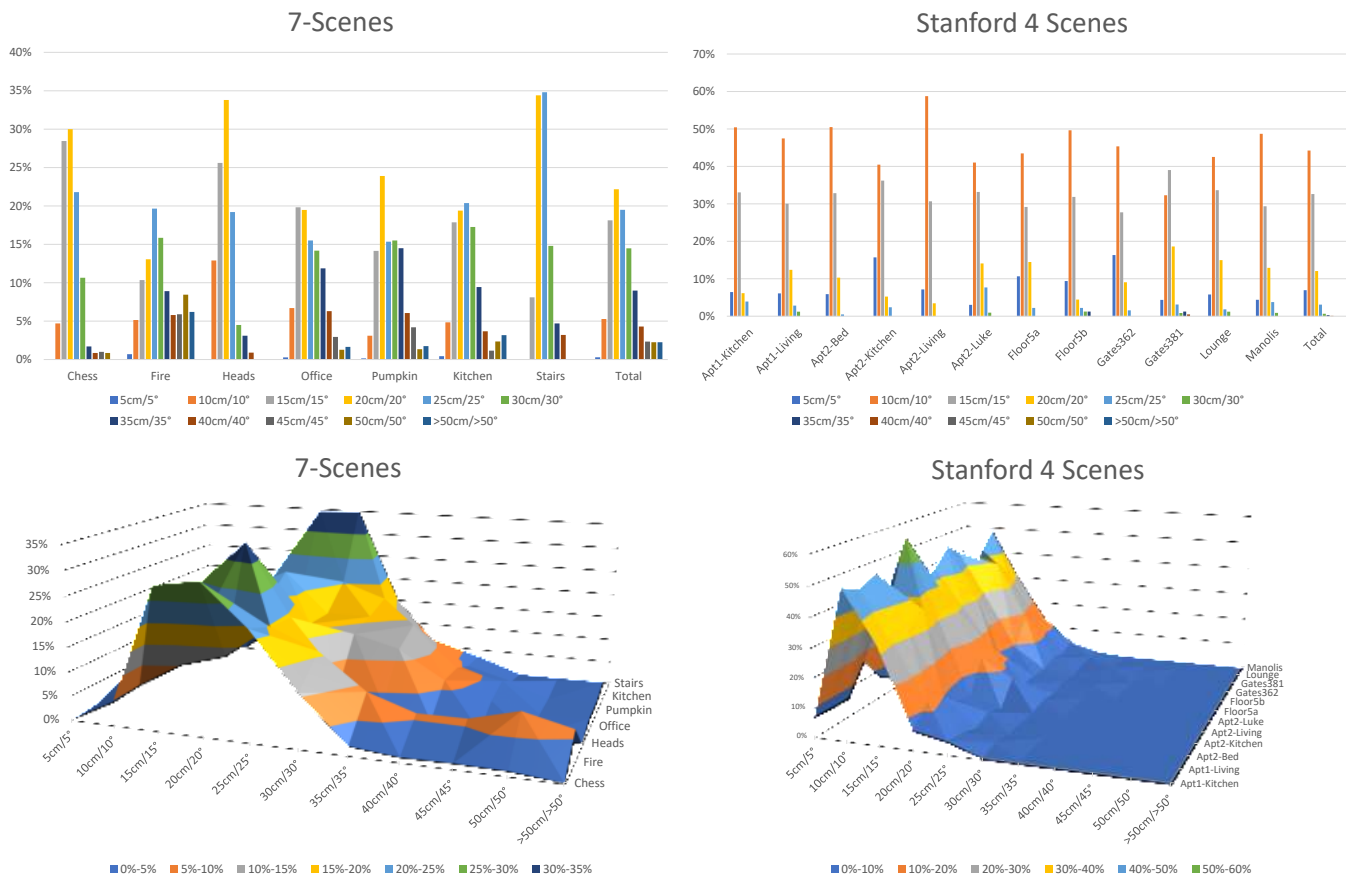 7-Scenes
40%
35%
30%
25%
20%
15%
10%
5%
0%
Chess Fire Heads Office Pumpkin Kitchen Stairs Total
5cm/5° 10cm/10° 15cm/15° 20cm/20° 25cm/25° 30cm/30°
35cm/35° 40cm/40° 45cm/45° 50cm/50° >50cm/>50°
Stanford 4 Scenes
70%
60%
50%
40%
30%
20%
10%
0%
Apt1-Kitchen Apt1-Living Apt2-Bed Apt2-Kitchen Apt2-Living Apt2-Luke Floor5a Floor5b Gates362 Gates381 Lounge Manolis Total
5cm/5° 10cm/10° 15cm/15° 20cm/20° 25cm/25° 30cm/30°
35cm/35° 40cm/40° 45cm/45° 50cm/50° >50cm/>50°
7-Scenes
35%
30%
25%
20%
15%
10%
5%
0%
5cm/5° 10cm/10° 15cm/15° 20cm/20° 25cm/25° 30cm/30° 35cm/35° 40cm/40° 45cm/45° 50cm/50° >50cm/>50°
Stairs
Kitchen
Pumpkin
Office
Heads
Fire
Chess
0%-5% 5%-10% 10%-15% 15%-20% 20%-25% 25%-30% 30%-35%
Stanford 4 Scenes
60%
50%
40%
30%
20%
10%
0%
5cm/5° 10cm/10° 15cm/15° 20cm/20° 25cm/25° 30cm/30° 35cm/35° 40cm/40° 45cm/45° 50cm/50° >50cm/>50°
Manolis
Lounge
Gates381
Gates362
Floor5b
Floor5a
Apt2-Luke
Apt2-Living
Apt2-Kitchen
Apt2-Bed
Apt1-Living
Apt1-Kitchen
0%-10% 10%-20% 20%-30% 30%-40% 40%-50% 50%-60%